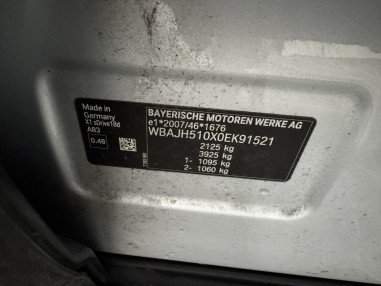 Made in
Germany
X1 sDrive18d
A83
0.48
BAYERISCHE MOTOREN WERKE AG
e1*2007/46*1676
WBAJH510X0EK91521
2125 kg
3925 kg
1- 1095 kg
2- 1060 kg